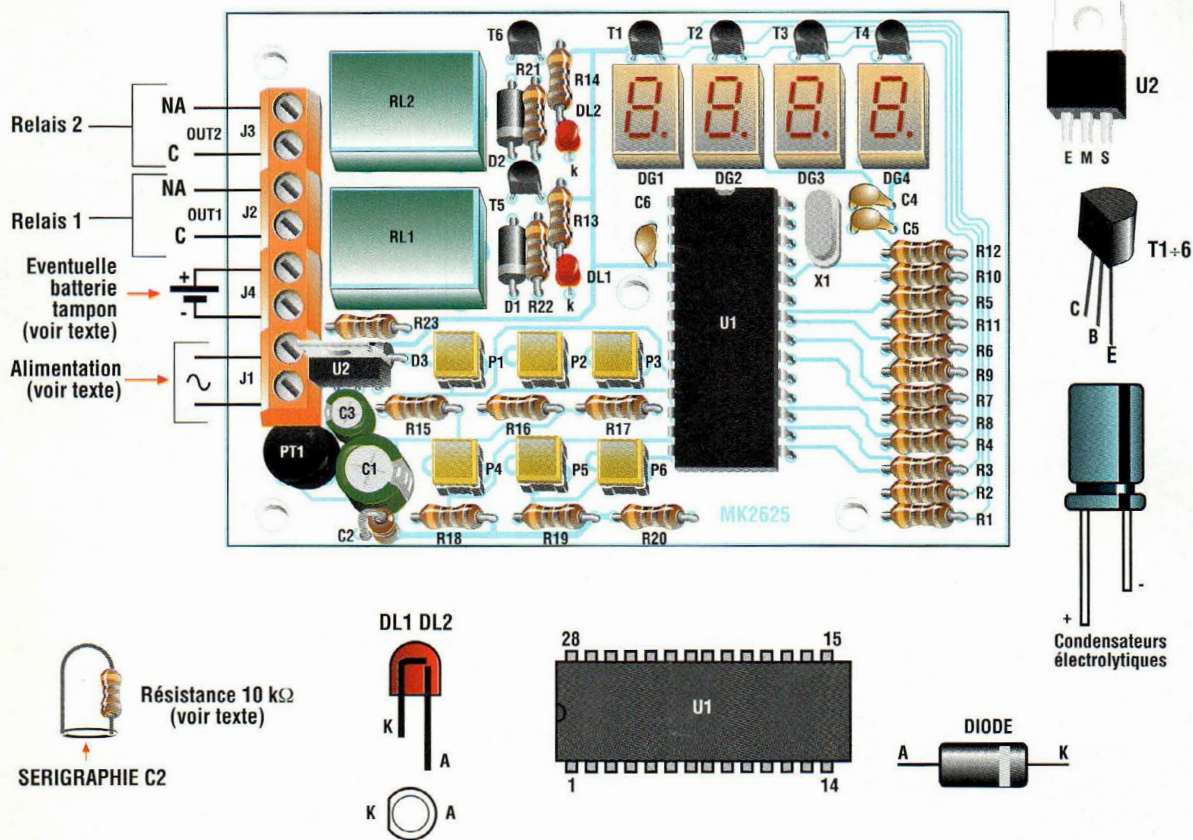 T6
T1
T2
T3
T4
R21
R14
U2
NA
Relais 2
OUT2
J3
RL2
DL2
C
D2
k
E M S
DG1
DG2
DG3
DG4
NA
T5
C6
C4
Relais 1
OUT1
J2
R13
C5
C
RL1
T1÷6
R12
Eventuelle
batterie
tampon
(voir texte)
+
-
J4
DL1
R10
D1
R22
k
X1
R5
C
B
E
U1
R11
R23
R6
D3
P1
P2
P3
Alimentation
(voir texte)
~
J1
U2
R9
R7
C3
R15
R16
R17
R8
R4
PT1
C1
P4
P5
P6
R3
R2
C2
MK2625
R18
R19
R20
R1
+
-
Condensateurs
électrolytiques
DL1 DL2
28
15
Résistance 10 kΩ
(voir texte)
U1
K
A
DIODE
A
K
SERIGRAPHIE C2
1
14
K
A